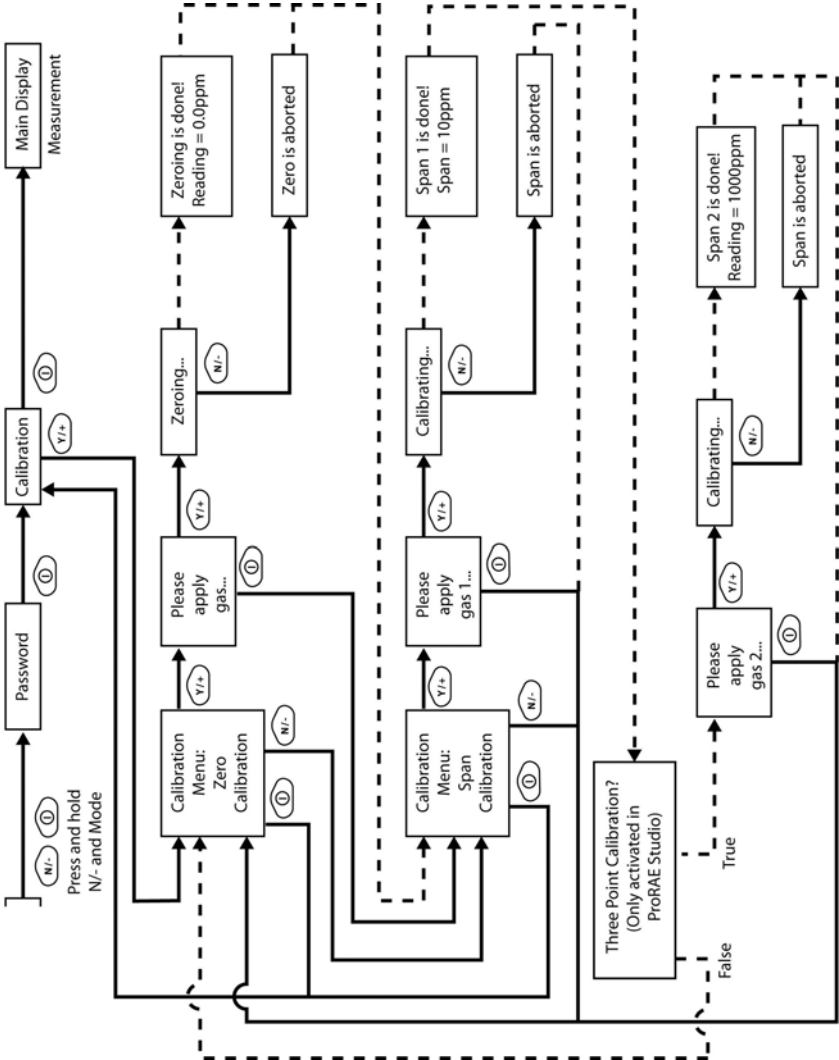 N/-
Press and hold
N/- and Mode
Password
Calibration
Y/+
Main Display
Measurement
Calibration
Menu:
Zero
Calibration
N/-
Y/+
Please
apply
gas...
Y/+
Zeroing...
N/-
Zeroing is done!
Reading = 0.0ppm
Zero is aborted
Calibration
Menu:
Span
Calibration
N/-
Y/+
Please
apply
gas 1...
Y/+
Calibrating...
N/-
Span 1 is done!
Span = 10ppm
Span is aborted
Three Point Calibration?
(Only activated in
ProRAE Studio)
False
True
Please
apply
gas 2...
Y/+
Calibrating...
N/-
Span 2 is done!
Reading = 1000ppm
Span is aborted